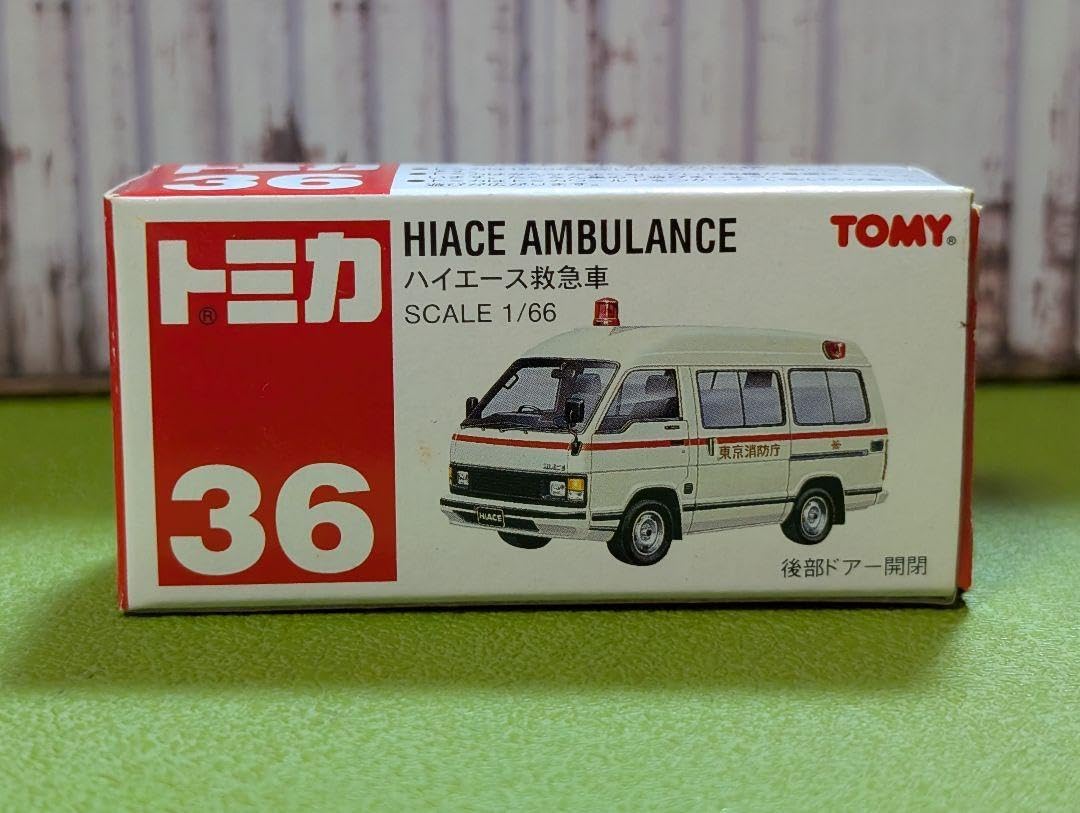 36
トミカ®
36
HIACE AMBULANCE
ハイエース救急車
SCALE 1/66
TOMY®
東京消防庁
HIACE
後部ドアー開閉